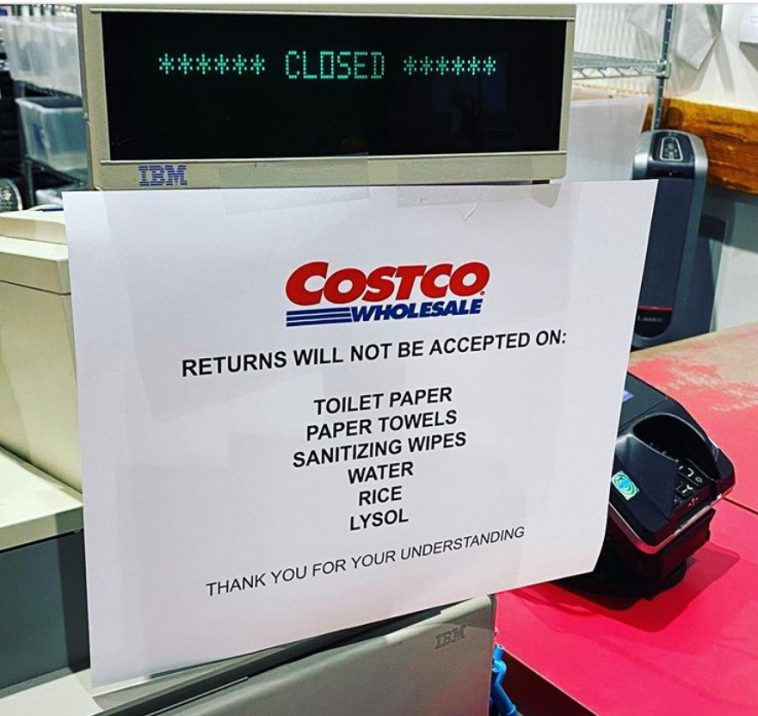 ****** CLOSED ******
IBM
COSTCO
WHOLESALE
RETURNS WILL NOT BE ACCEPTED ON:
TOILET PAPER
PAPER TOWELS
SANITIZING WIPES
WATER
RICE
LYSOL
THANK YOU FOR YOUR UNDERSTANDING
IBM
Lasko